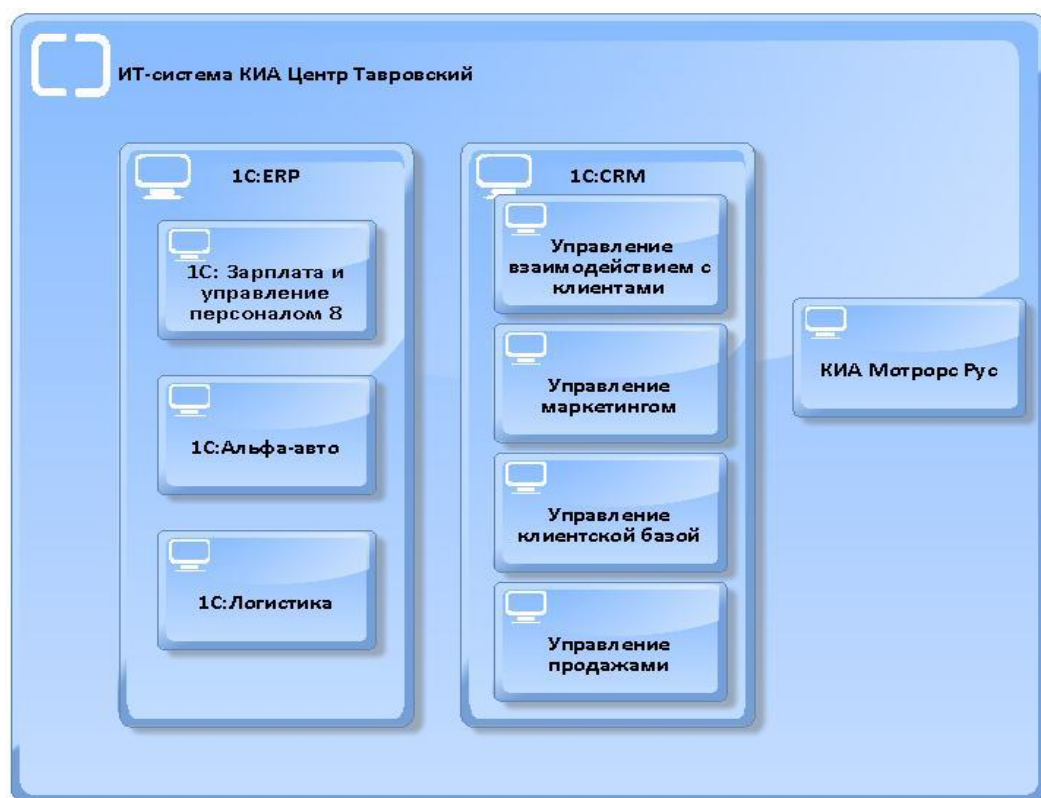 ИТ-система КИА Центр Тавровский
1С:ERP
1С: Зарплата и
управление
персоналом 8
1С:Альфа-авто
1С:Логистика
1С:CRM
Управление
взаимодействием с
клиентами
Управление
маркетингом
Управление
клиентской базой
Управление
продажами
КИА Мотрорс Рус